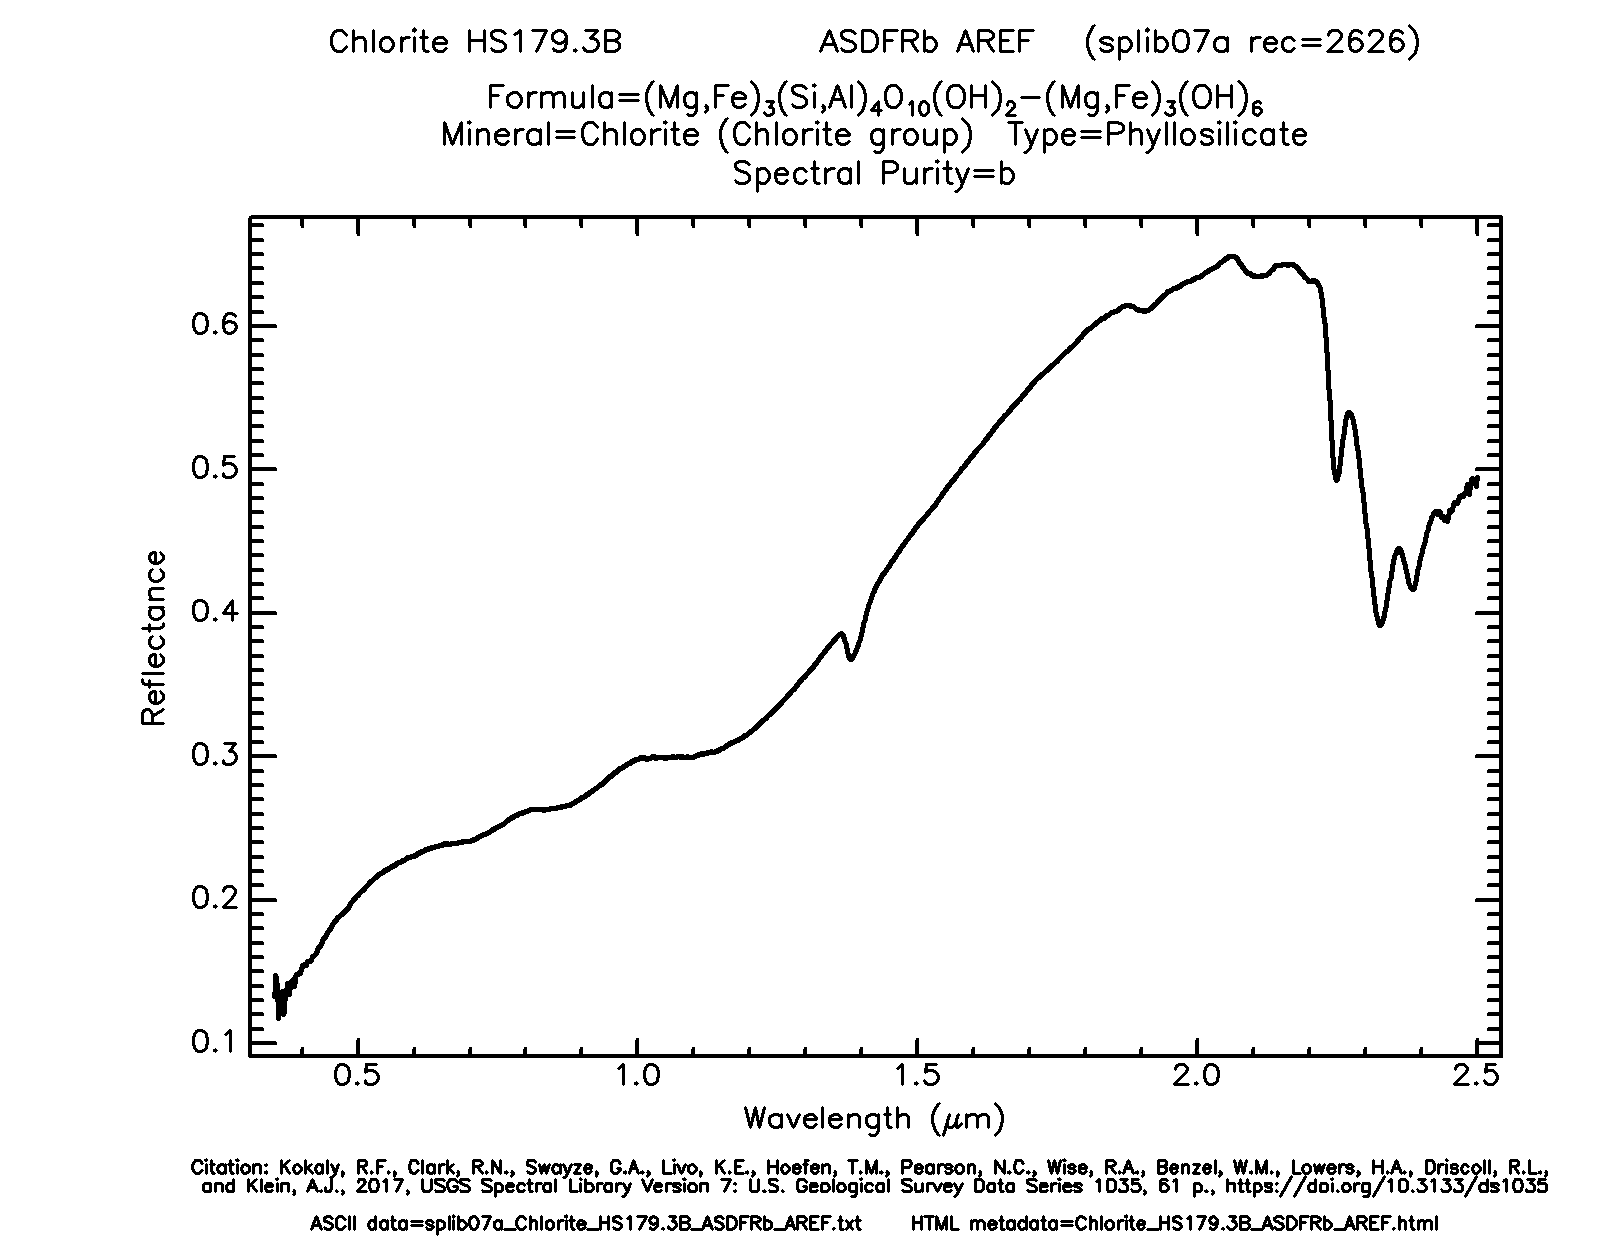 Chlorite HS179.3B ASDFRb AREF (splib07a rec=2626)
Formula=(Mg,Fe)₃(Si,Al)₄O₁₀(OH)₂−(Mg,Fe)₃(OH)₆
Mineral=Chlorite (Chlorite group) Type=Phyllosilicate
Spectral Purity=b
0.6
0.5
0.4
0.3
0.2
0.1
Reflectance
0.5 1.0 1.5 2.0 2.5
Wavelength (μm)
Citation: Kokaly, R.F., Clark, R.N., Swayze, G.A., Livo, K.E., Hoefen, T.M., Pearson, N.C., Wise, R.A., Benzel, W.M., Lowers, H.A., Driscoll, R.L.,
and Klein, A.J., 2017, USGS Spectral Library Version 7: U.S. Geological Survey Data Series 1035, 61 p., https://doi.org/10.3133/ds1035
ASCII data=splib07a_Chlorite_HS179.3B_ASDFRb_AREF.txt HTML metadata=Chlorite_HS179.3B_ASDFRb_AREF.html